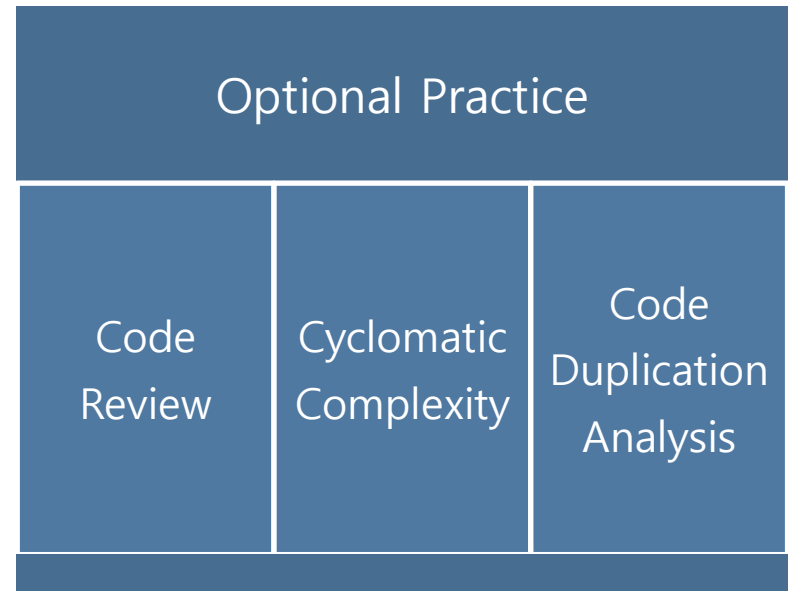 Optional Practice
Code
Review
Cyclomatic
Complexity
Code
Duplication
Analysis